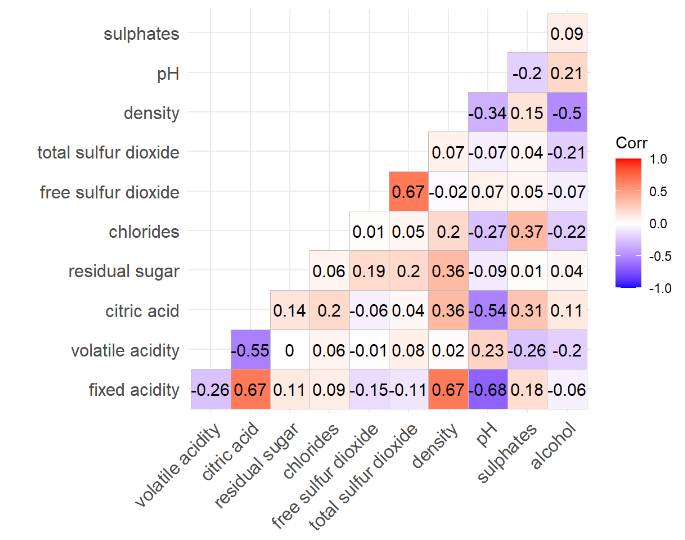 sulphates 0.09
pH -0.2 0.21
density -0.34 0.15 -0.5
total sulfur dioxide 0.07 -0.07 0.04 -0.21
free sulfur dioxide 0.67 -0.02 0.07 0.05 -0.07
chlorides 0.01 0.05 0.2 -0.27 0.37 -0.22
residual sugar 0.06 0.19 0.2 0.36 -0.09 0.01 0.04
citric acid 0.14 0.2 -0.06 0.04 0.36 -0.54 0.31 0.11
volatile acidity -0.55 0 0.06 -0.01 0.08 0.02 0.23 -0.26 -0.2
fixed acidity -0.26 0.67 0.11 0.09 -0.15 -0.11 0.67 -0.68 0.18 -0.06
volatile acidity
citric acid
residual sugar
chlorides
free sulfur dioxide
total sulfur dioxide
density
pH
sulphates
alcohol
Corr
1.0
0.5
0.0
-0.5
-1.0